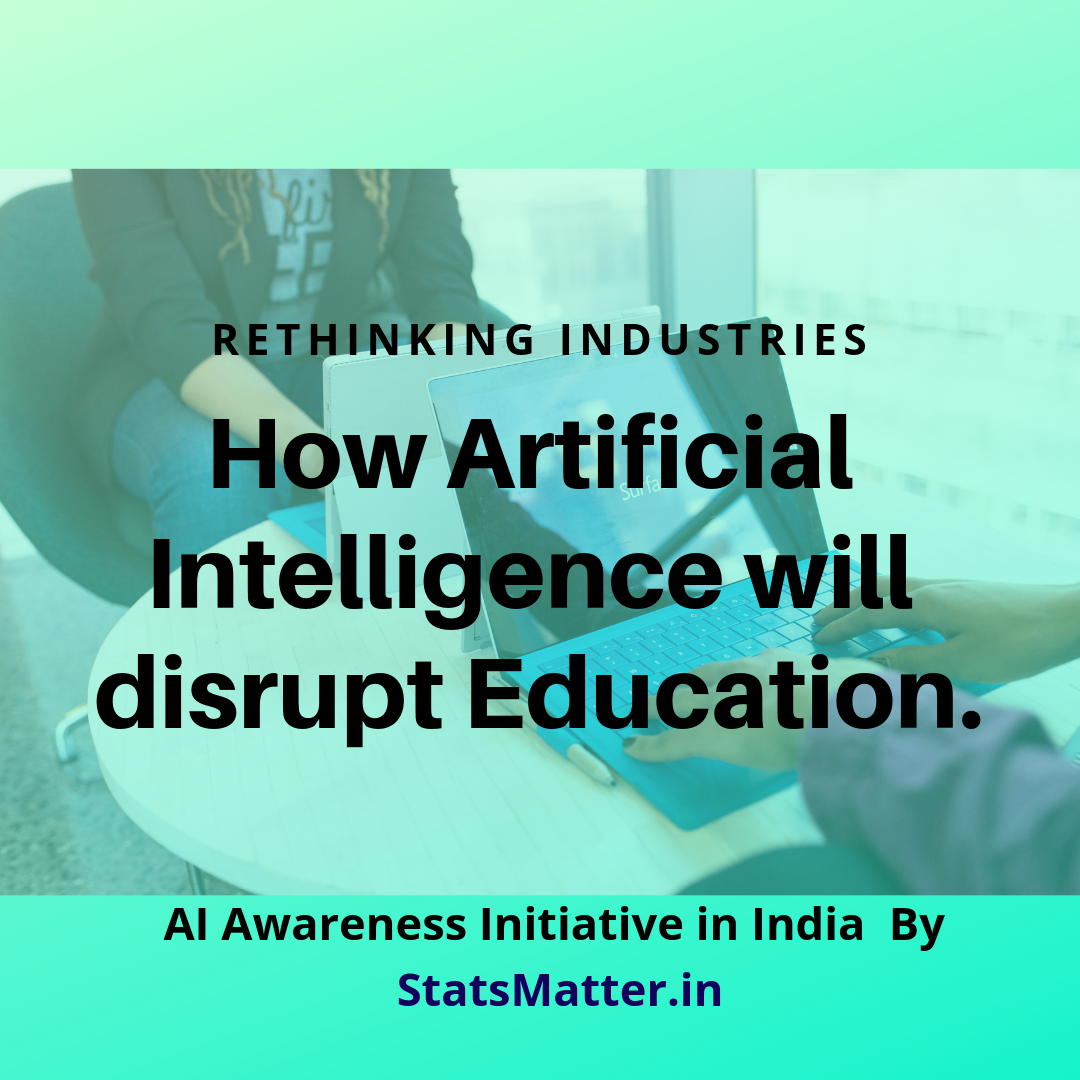 RETHINKING INDUSTRIES
How Artificial
Intelligence will
disrupt Education.
AI Awareness Initiative in India By
StatsMatter.in